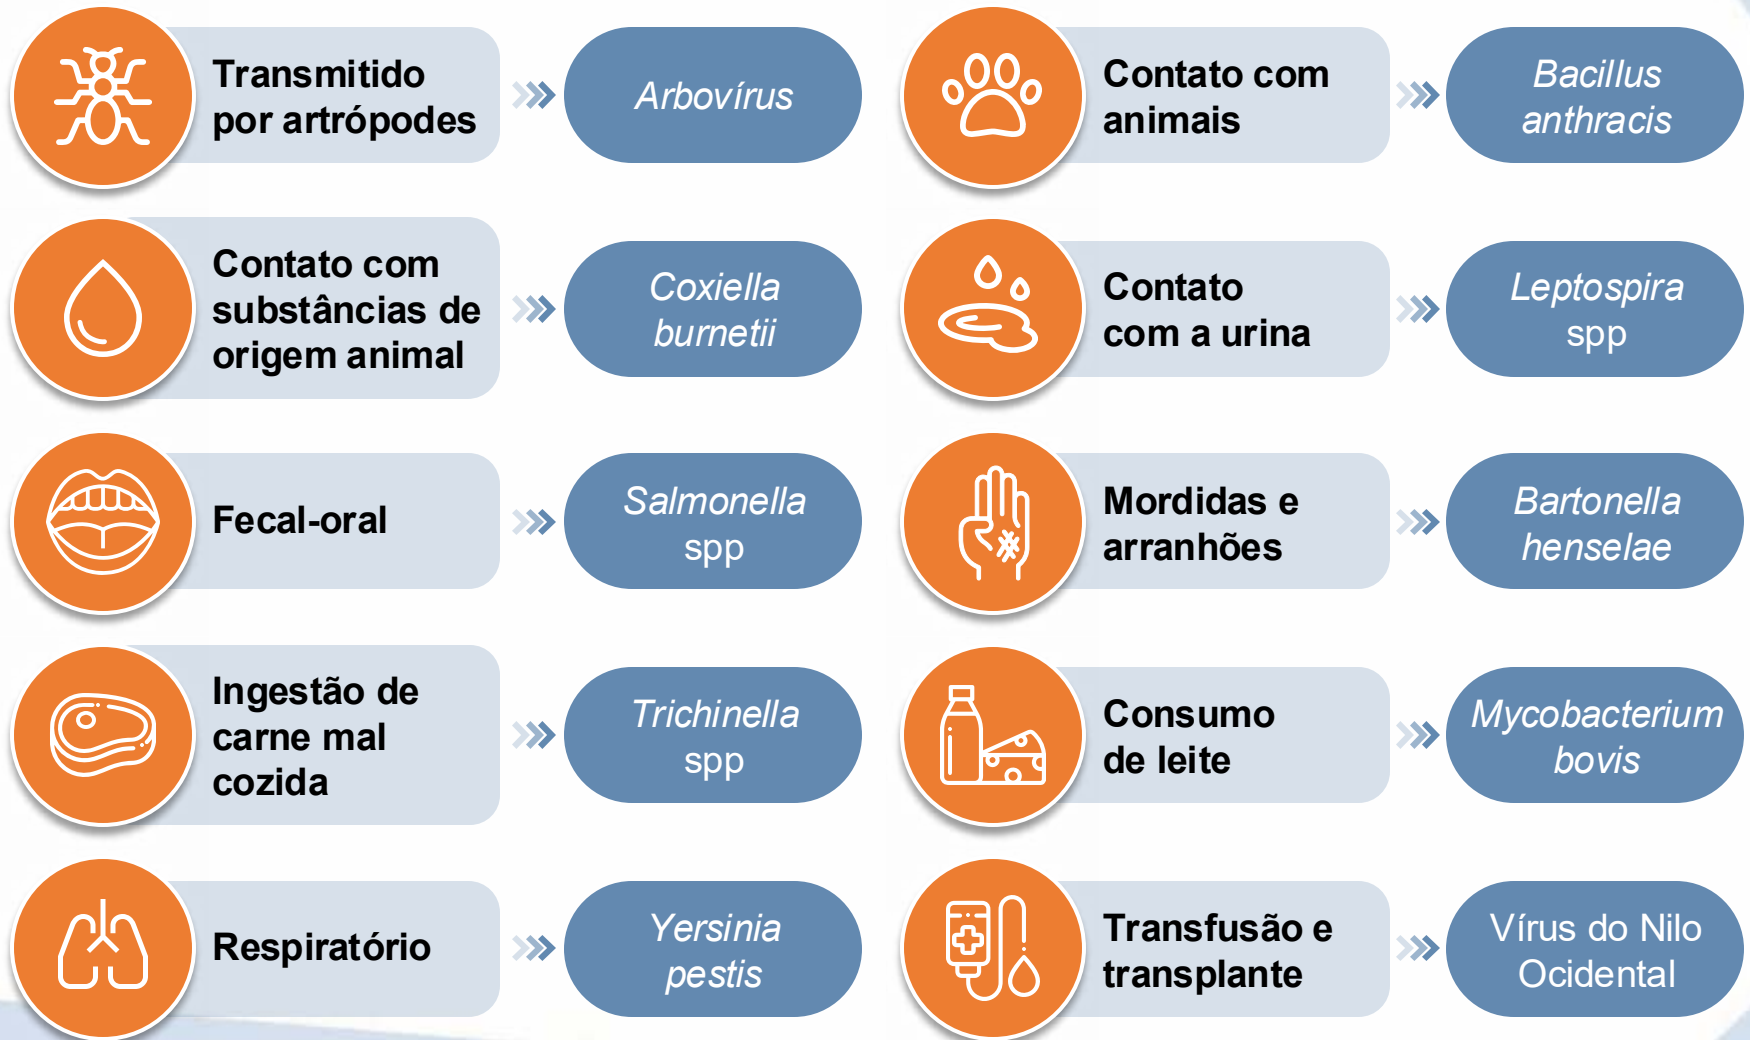 Transmitido
por artrópodes
Arbovírus
Contato com
animais
Bacillus
anthracis
Contato com
substâncias de
origem animal
Coxiella
burnetii
Contato
com a urina
Leptospira
spp
Fecal-oral
Salmonella
spp
Mordidas e
arranhões
Bartonella
henselae
Ingestão de
carne mal
cozida
Trichinella
spp
Consumo
de leite
Mycobacterium
bovis
Respiratório
Yersinia
pestis
Transfusão e
transplante
Vírus do Nilo
Ocidental